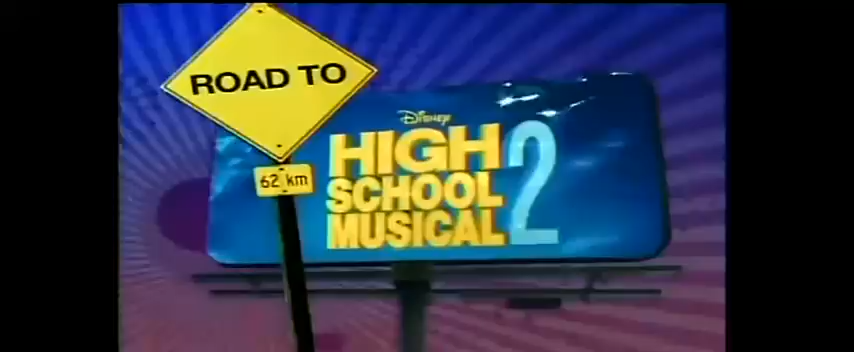 ROAD TO
62 km
Disney
HIGH
SCHOOL
MUSICAL
2